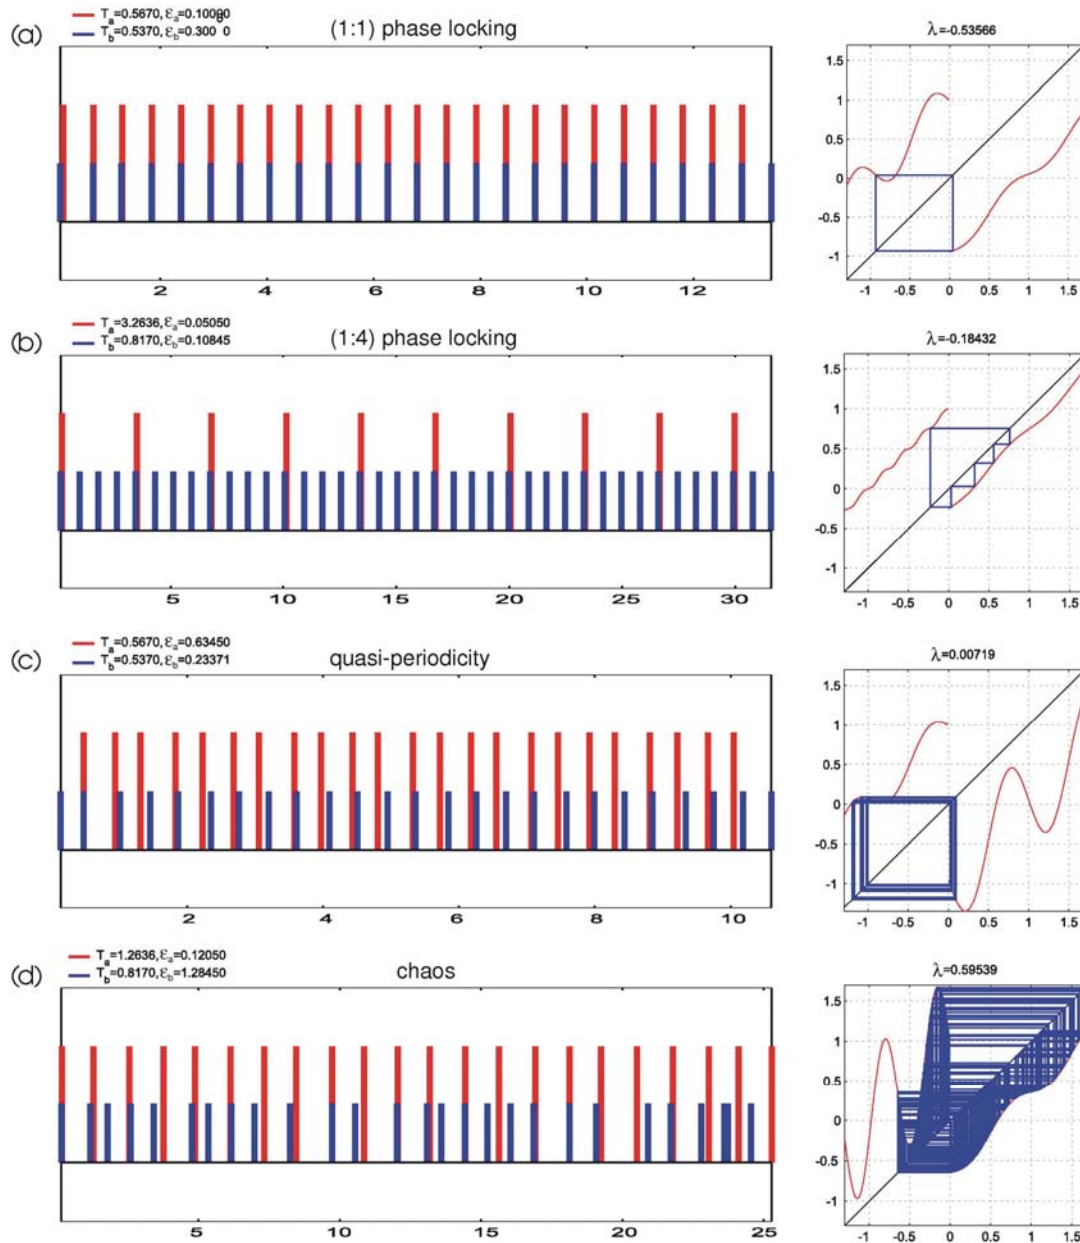 (a)
T_a=0.5670, ε_a=0.100
T_b=0.5370, ε_b=0.300 0
(1:1) phase locking
2 4 6 8 10 12
λ=-0.53566
1.5
1
0.5
0
-0.5
-1
-1 -0.5 0 0.5 1 1.5
(b)
T_a=3.2636, ε_a=0.05050
T_b=0.8170, ε_b=0.10845
(1:4) phase locking
5 10 15 20 25 30
λ=-0.18432
1.5
1
0.5
0
-0.5
-1
-1 -0.5 0 0.5 1 1.5
(c)
T_a=0.5670, ε_a=0.63450
T_b=0.5370, ε_b=0.23371
quasi-periodicity
2 4 6 8 10
λ=0.00719
1.5
1
0.5
0
-0.5
-1
-1 -0.5 0 0.5 1 1.5
(d)
T_a=1.2636, ε_a=0.12050
T_b=0.8170, ε_b=1.28450
chaos
5 10 15 20 25
λ=0.59539
1.5
1
0.5
0
-0.5
-1
-1 -0.5 0 0.5 1 1.5